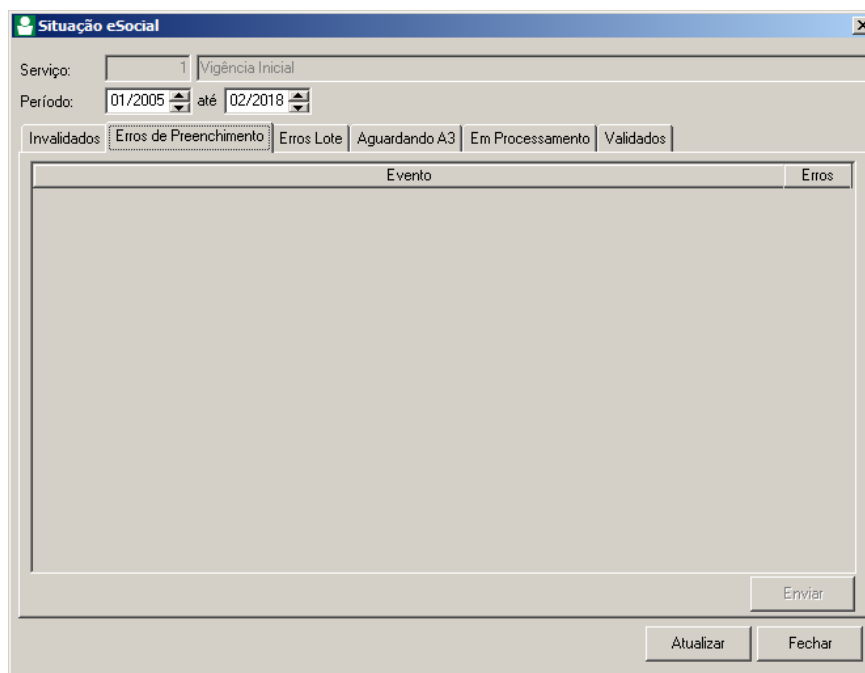 Situação eSocial
Serviço: 1 Vigência Inicial
Período: 01/2005 até 02/2018
Invalidados Erros de Preenchimento Erros Lote Aguardando A3 Em Processamento Validados
Evento Erros
Enviar
Atualizar Fechar